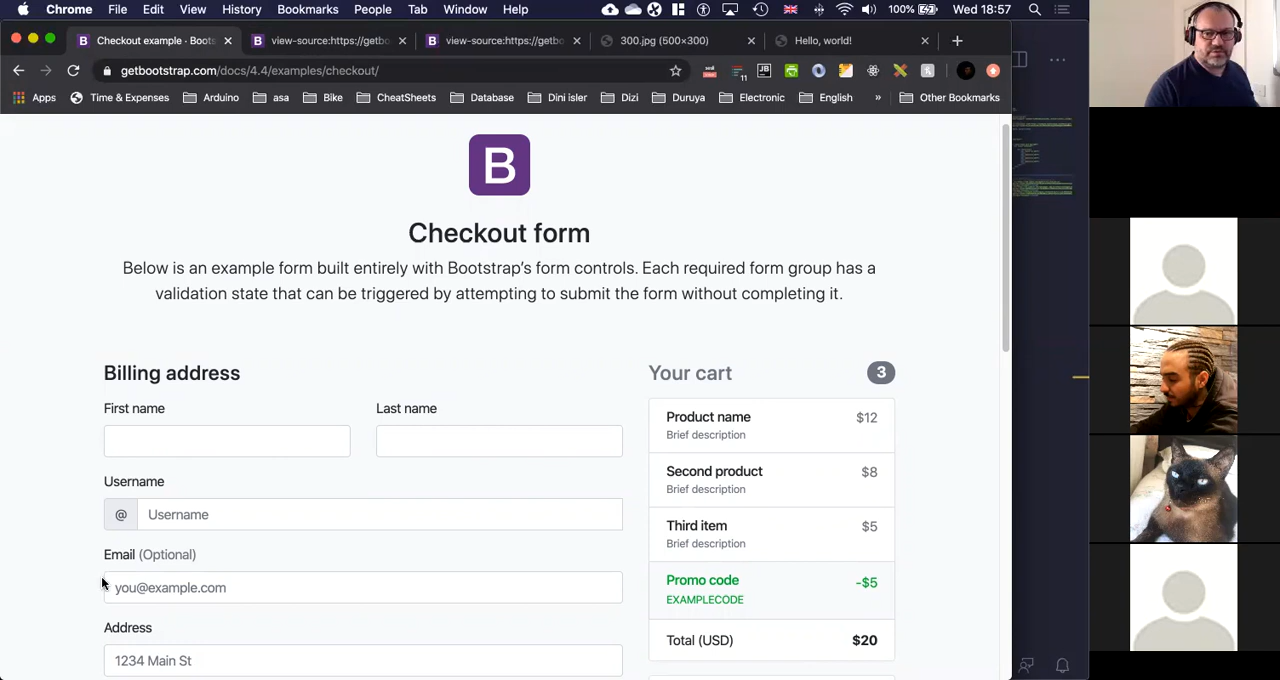 Chrome File Edit View History Bookmarks People Tab Window Help 100% Wed 18:57
Checkout example · Boots view-source:https://getbo view-source:https://getbo 300.jpg (500×300) Hello, world!
getbootstrap.com/docs/4.4/examples/checkout/
Apps Time & Expenses Arduino asa Bike CheatSheets Database Dini isler Dizi Duruya Electronic English » Other Bookmarks
B
Checkout form
Below is an example form built entirely with Bootstrap's form controls. Each required form group has a
validation state that can be triggered by attempting to submit the form without completing it.
Billing address
First name Last name
Username
@ Username
Email (Optional)
you@example.com
Address
1234 Main St
Your cart 3
Product name $12
Brief description
Second product $8
Brief description
Third item $5
Brief description
Promo code -$5
EXAMPLECODE
Total (USD) $20